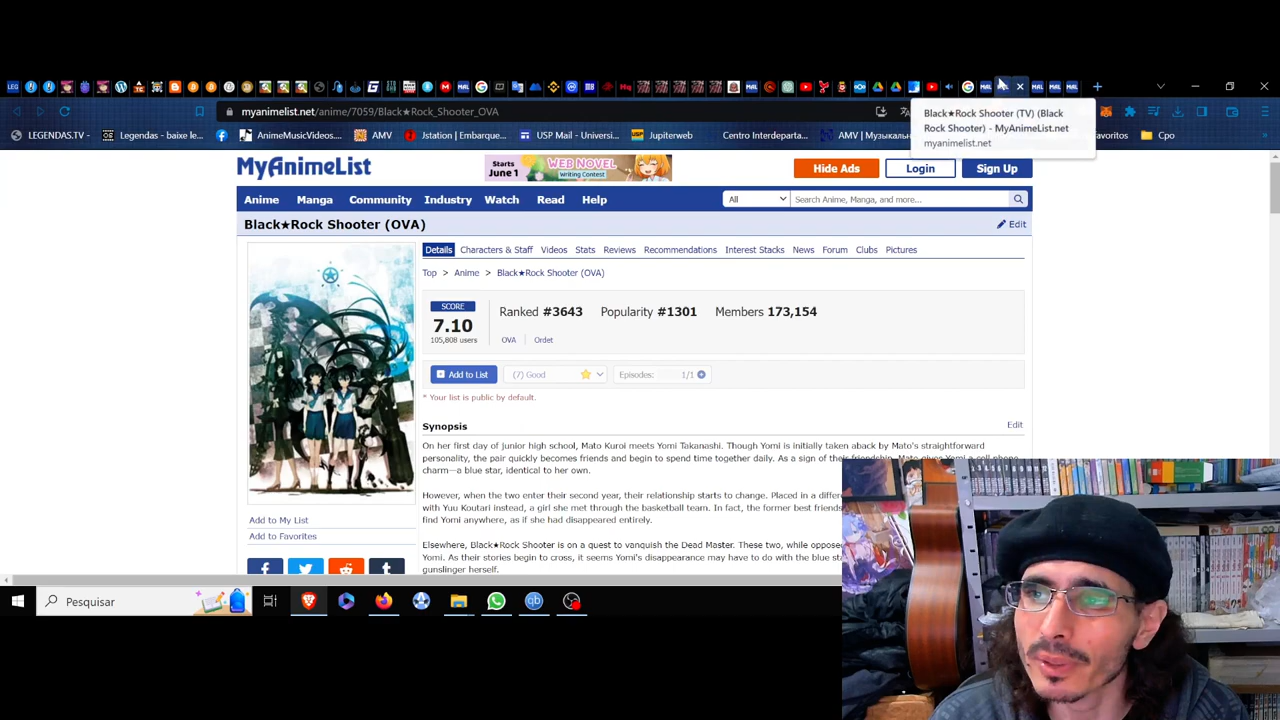 myanimelist.net/anime/7059/Black★Rock_Shooter_OVA
Black★Rock Shooter (TV) (Black
Rock Shooter) - MyAnimeList.net
myanimelist.net
LEGENDAS.TV -
Legendas - baixe le...
AnimeMusicVideos....
AMV
Jstation | Embarque...
USP Mail - Universi...
Jupiterweb
Centro Interdeparta...
AMV | Музыкаль
avoritos
Cpo
MyAnimeList
Starts June 1
WEB NOVEL
Writing Contest
Hide Ads
Login
Sign Up
Anime
Manga
Community
Industry
Watch
Read
Help
All
Search Anime, Manga, and more...
Black★Rock Shooter (OVA)
Edit
Details
Characters & Staff
Videos
Stats
Reviews
Recommendations
Interest Stacks
News
Forum
Clubs
Pictures
Top > Anime > Black★Rock Shooter (OVA)
SCORE
7.10
105,808 users
Ranked #3643
Popularity #1301
Members 173,154
OVA
Ordet
Add to List
(7) Good
Episodes: 1/1
* Your list is public by default.
Synopsis
Edit
On her first day of junior high school, Mato Kuroi meets Yomi Takanashi. Though Yomi is initially taken aback by Mato's straightforward
personality, the pair quickly becomes friends and begin to spend time together daily. As a sign of their friendship, Mato gives Yomi a cell phone
charm—a blue star, identical to her own.
However, when the two enter their second year, their relationship starts to change. Placed in a differe
with Yuu Koutari instead, a girl she met through the basketball team. In fact, the former best friends
find Yomi anywhere, as if she had disappeared entirely.
Elsewhere, Black★Rock Shooter is on a quest to vanquish the Dead Master. These two, while oppose
Yomi. As their stories begin to cross, it seems Yomi's disappearance may have to do with the blue sta
gunslinger herself.
Add to My List
Add to Favorites
Pesquisar